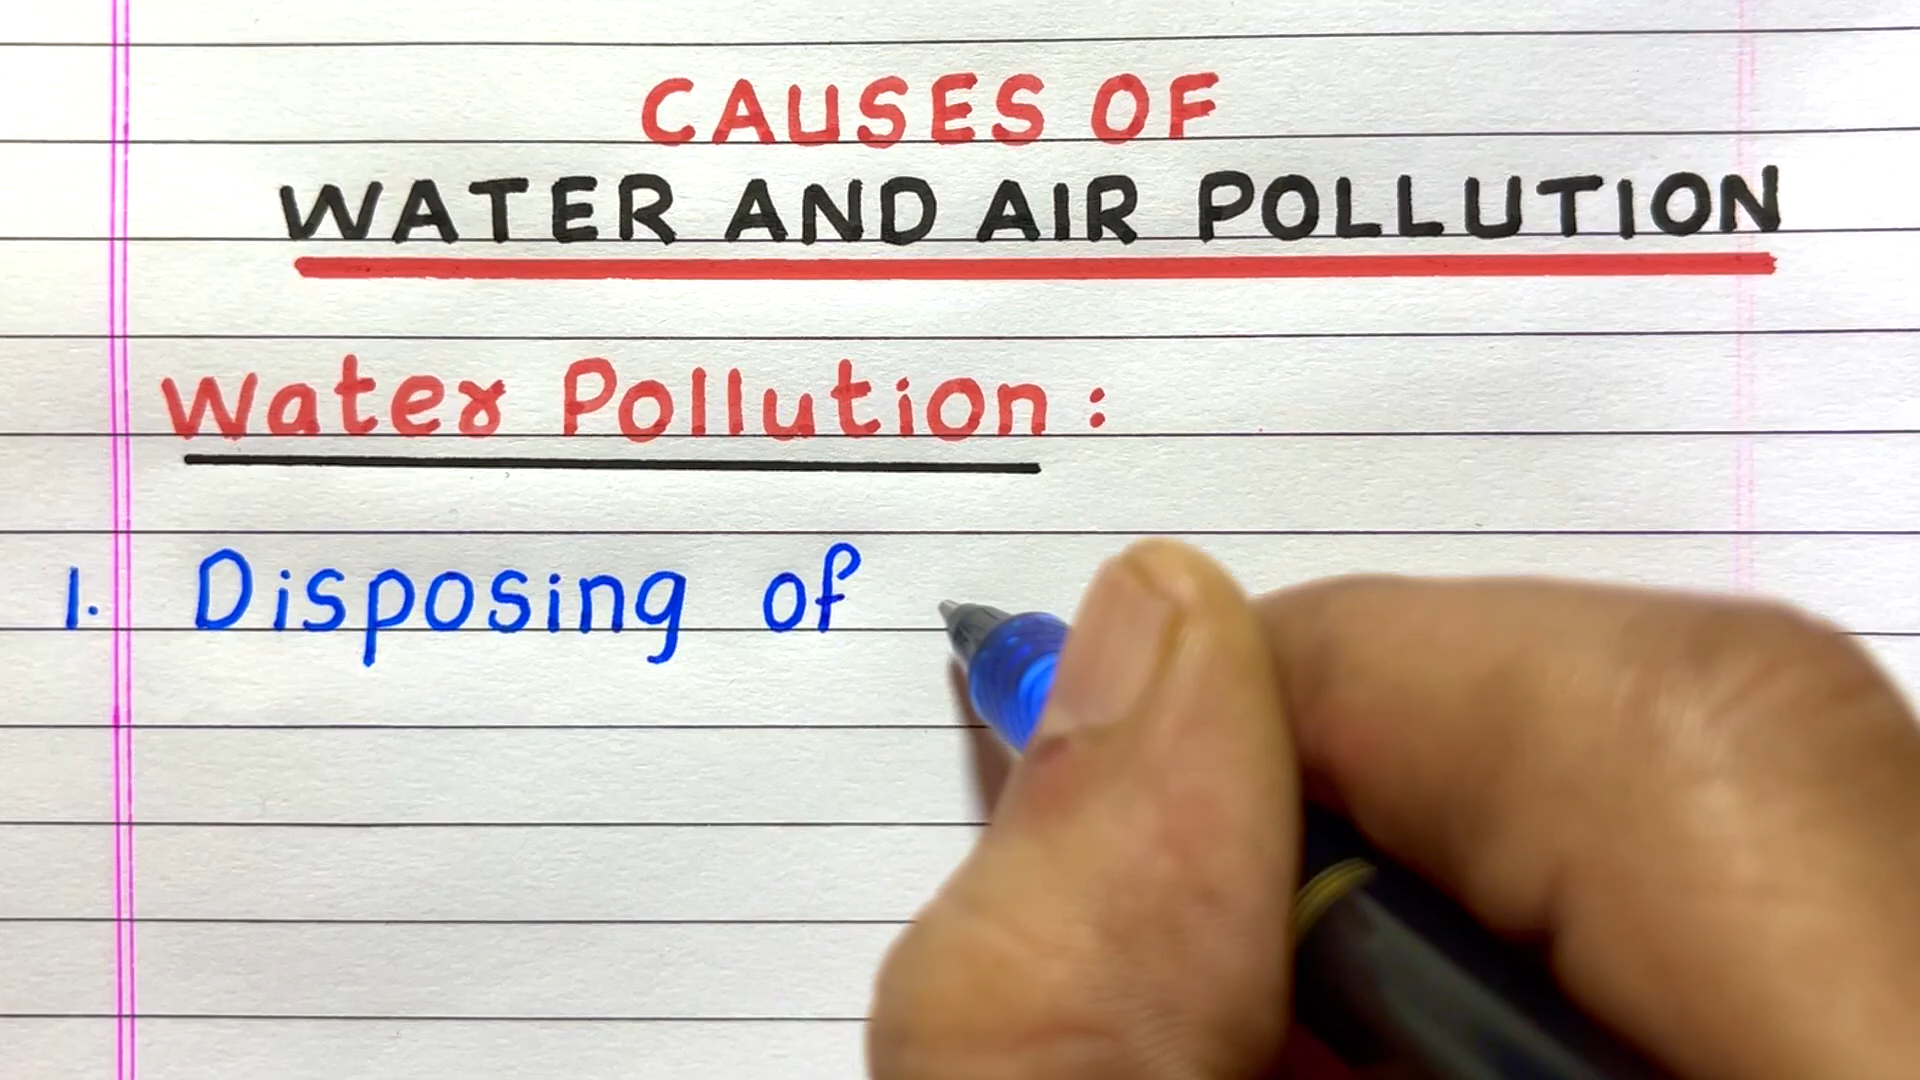 CAUSES OF
WATER AND AIR POLLUTION
Water Pollution :
1. Disposing of